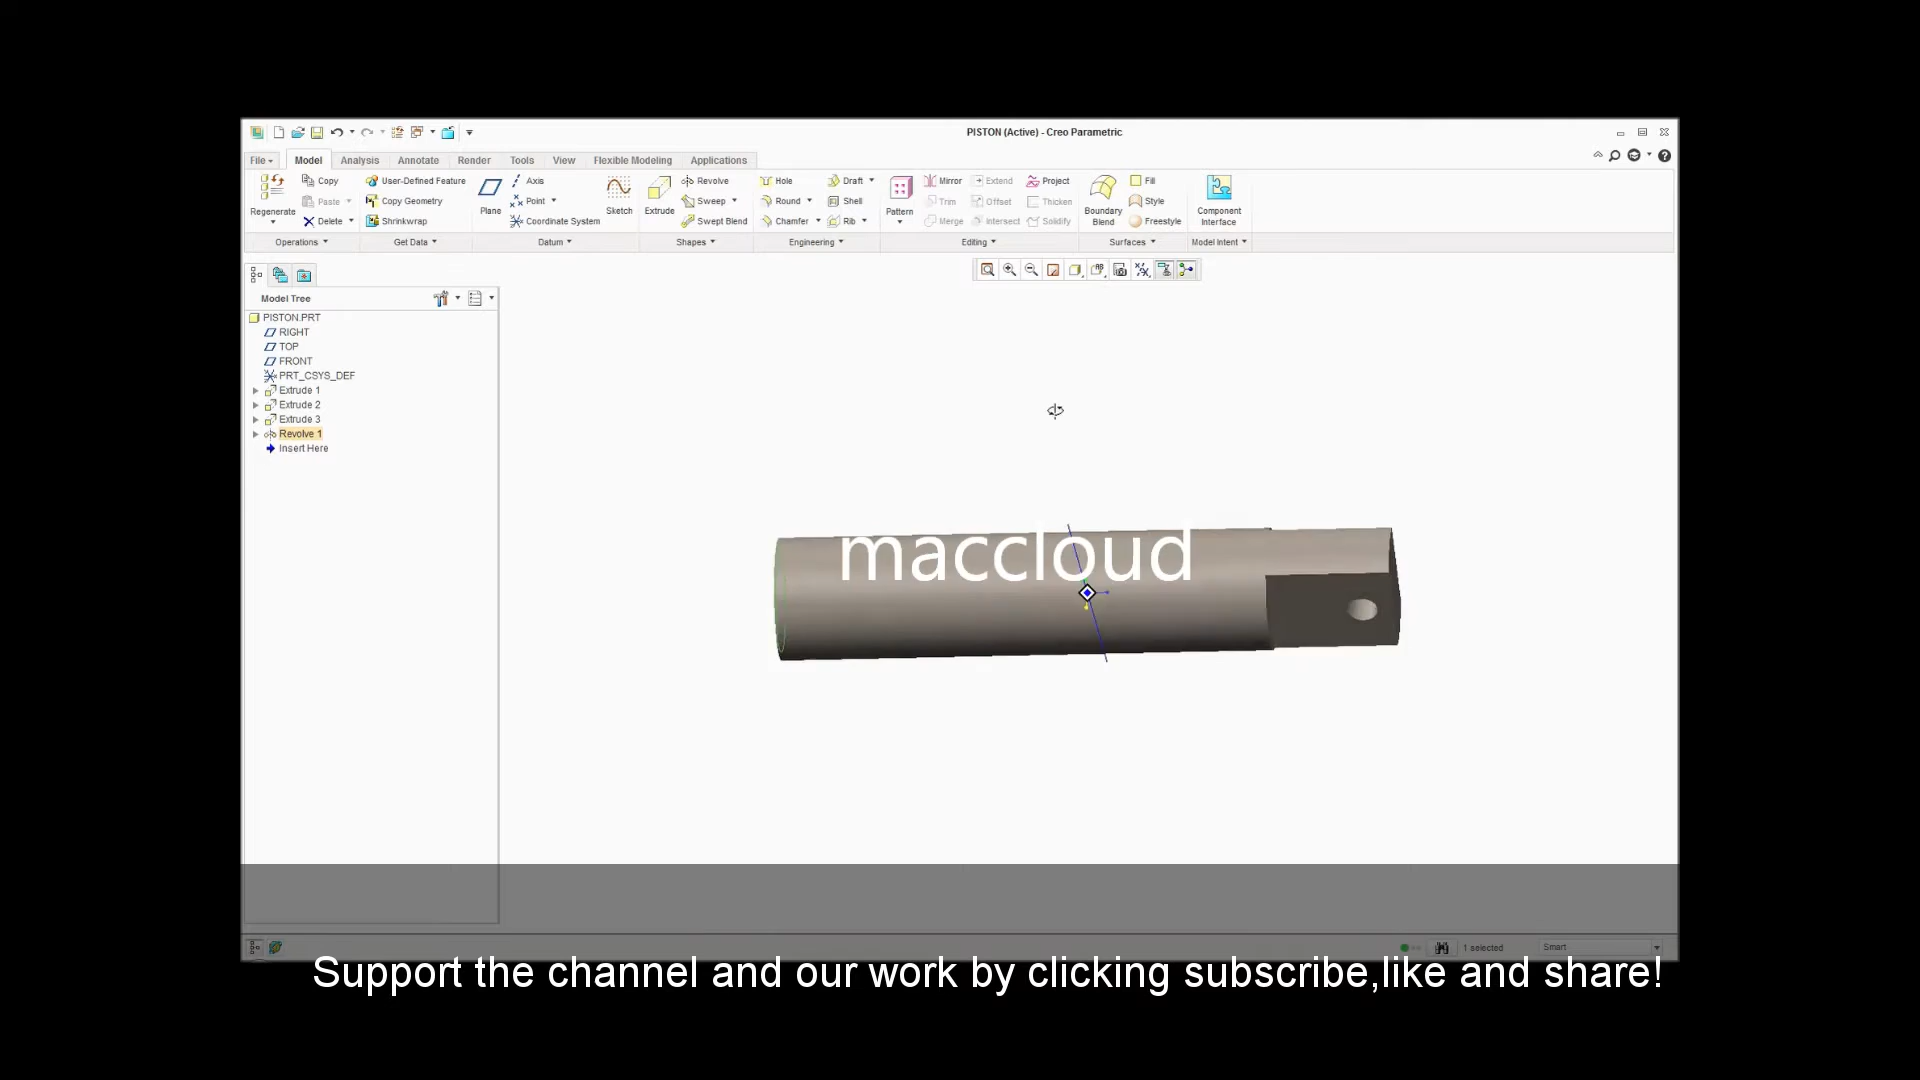 PISTON (Active) - Creo Parametric
File Model Analysis Annotate Render Tools View Flexible Modeling Applications
Regenerate
Copy
Paste
Delete
Operations
User-Defined Feature
Copy Geometry
Shrinkwrap
Get Data
Plane
Axis
Point
Coordinate System
Datum
Sketch
Extrude
Revolve
Sweep
Swept Blend
Shapes
Hole
Round
Chamfer
Draft
Shell
Rib
Engineering
Pattern
Mirror
Trim
Merge
Extend
Offset
Intersect
Project
Thicken
Solidify
Editing
Boundary
Blend
Fill
Style
Freestyle
Surfaces
Component
Interface
Model Intent
Model Tree
PISTON.PRT
RIGHT
TOP
FRONT
PRT_CSYS_DEF
Extrude 1
Extrude 2
Extrude 3
Revolve 1
Insert Here
maccloud
1 selected
Smart
Support the channel and our work by clicking subscribe,like and share!